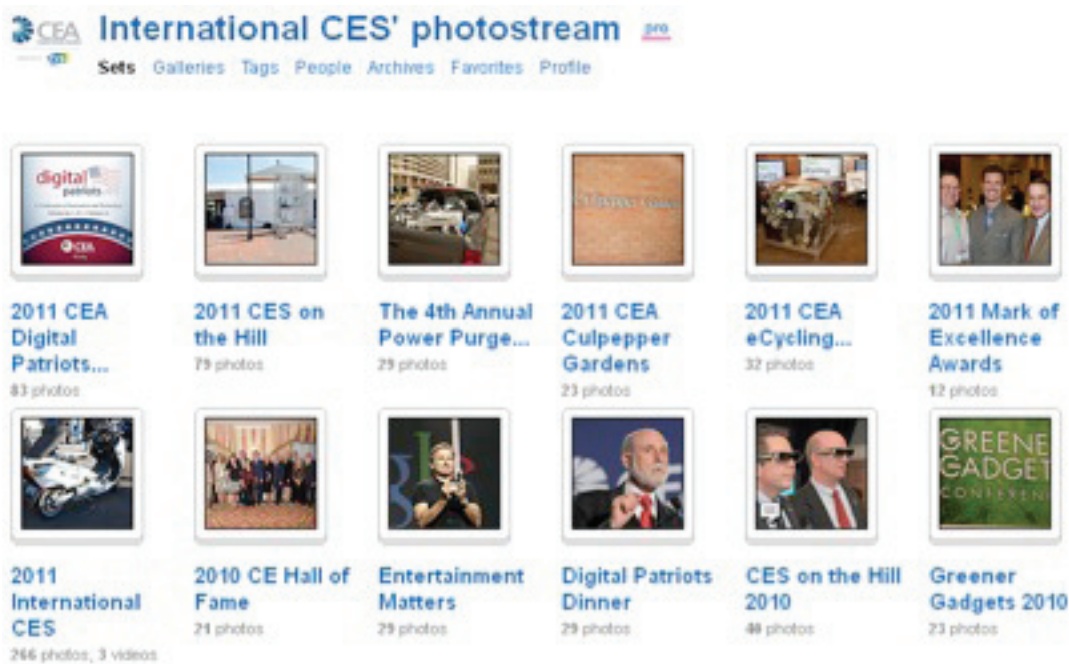 CEA International CES' photostream pro
Sets Galleries Tags People Archives Favorites Profile
digital
patriots
CEA
2011 CEA
Digital
Patriots...
83 photos
2011 CES on
the Hill
79 photos
The 4th Annual
Power Purge...
29 photos
2011 CEA
Culpepper
Gardens
23 photos
2011 CEA
eCycling...
32 photos
2011 Mark of
Excellence
Awards
12 photos
GREENE
GADGET
CONFEREN
2011
International
CES
266 photos, 3 videos
2010 CE Hall of
Fame
21 photos
Entertainment
Matters
29 photos
Digital Patriots
Dinner
29 photos
CES on the Hill
2010
40 photos
Greener
Gadgets 2010
23 photos